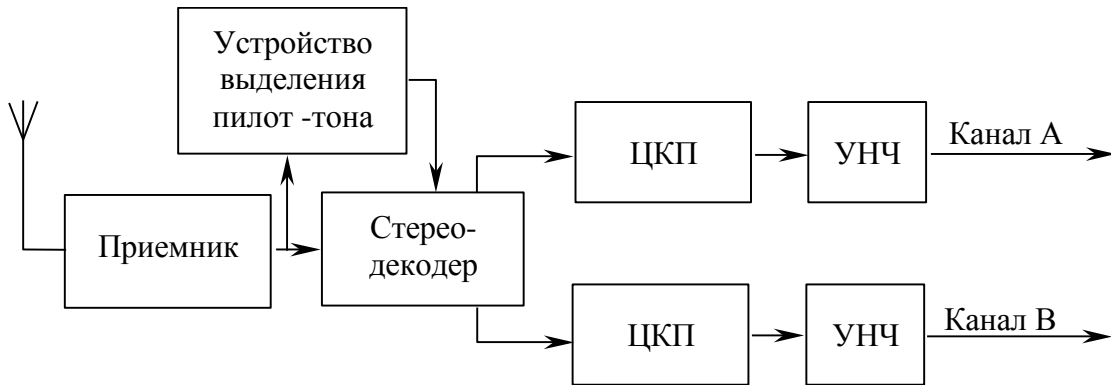 Устройство
выделения
пилот -тона
Приемник
Стерео-
декодер
ЦКП
УНЧ
Канал А
ЦКП
УНЧ
Канал В